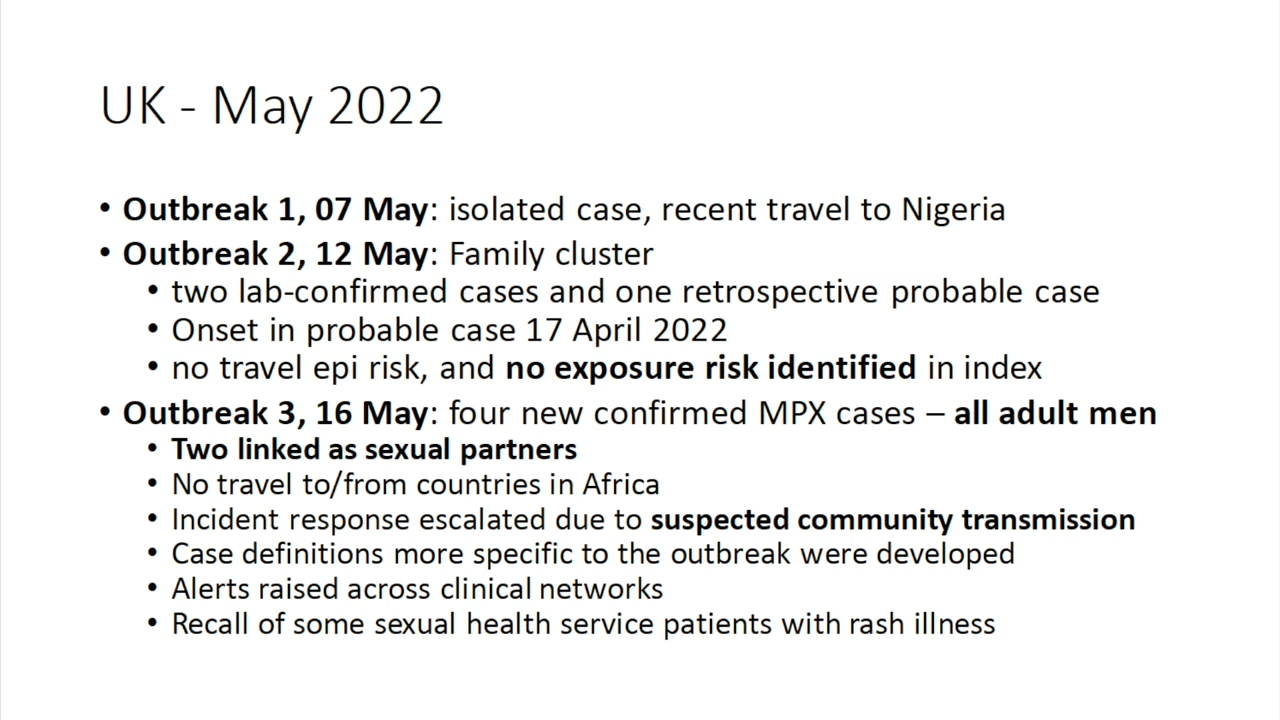 UK - May 2022
• Outbreak 1, 07 May: isolated case, recent travel to Nigeria
• Outbreak 2, 12 May: Family cluster
• two lab-confirmed cases and one retrospective probable case
• Onset in probable case 17 April 2022
• no travel epi risk, and no exposure risk identified in index
• Outbreak 3, 16 May: four new confirmed MPX cases – all adult men
• Two linked as sexual partners
• No travel to/from countries in Africa
• Incident response escalated due to suspected community transmission
• Case definitions more specific to the outbreak were developed
• Alerts raised across clinical networks
• Recall of some sexual health service patients with rash illness